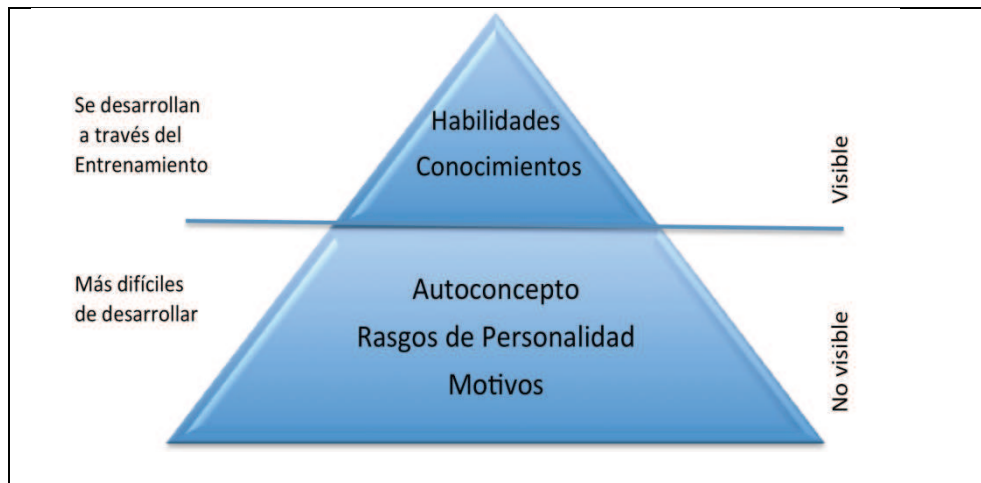 Se desarrollan
a través del
Entrenamiento
Habilidades
Conocimientos
Visible
Más difíciles
de desarrollar
Autoconcepto
Rasgos de Personalidad
Motivos
No visible